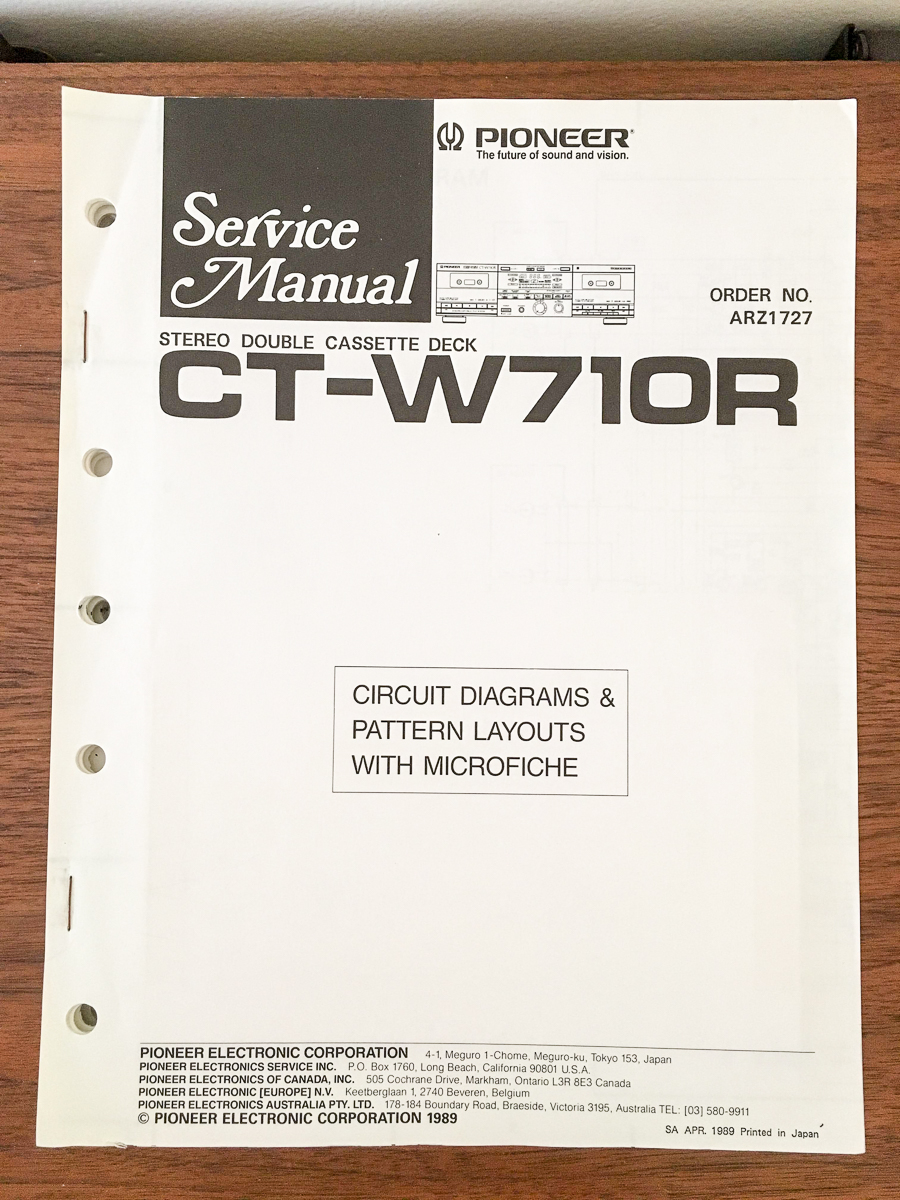 Service
Manual
PIONEER®
The future of sound and vision.
ORDER NO.
ARZ1727
STEREO DOUBLE CASSETTE DECK
CT-W710R
CIRCUIT DIAGRAMS &
PATTERN LAYOUTS
WITH MICROFICHE
PIONEER ELECTRONIC CORPORATION 4-1, Meguro 1-Chome, Meguro-ku, Tokyo 153, Japan
PIONEER ELECTRONICS SERVICE INC. P.O. Box 1760, Long Beach, California 90801 U.S.A.
PIONEER ELECTRONICS OF CANADA, INC. 505 Cochrane Drive, Markham, Ontario L3R 8E3 Canada
PIONEER ELECTRONIC [EUROPE] N.V. Keetberglaan 1, 2740 Beveren, Belgium
PIONEER ELECTRONICS AUSTRALIA PTY. LTD. 178-184 Boundary Road, Braeside, Victoria 3195, Australia TEL: [03] 580-9911
© PIONEER ELECTRONIC CORPORATION 1989
SA APR. 1989 Printed in Japan